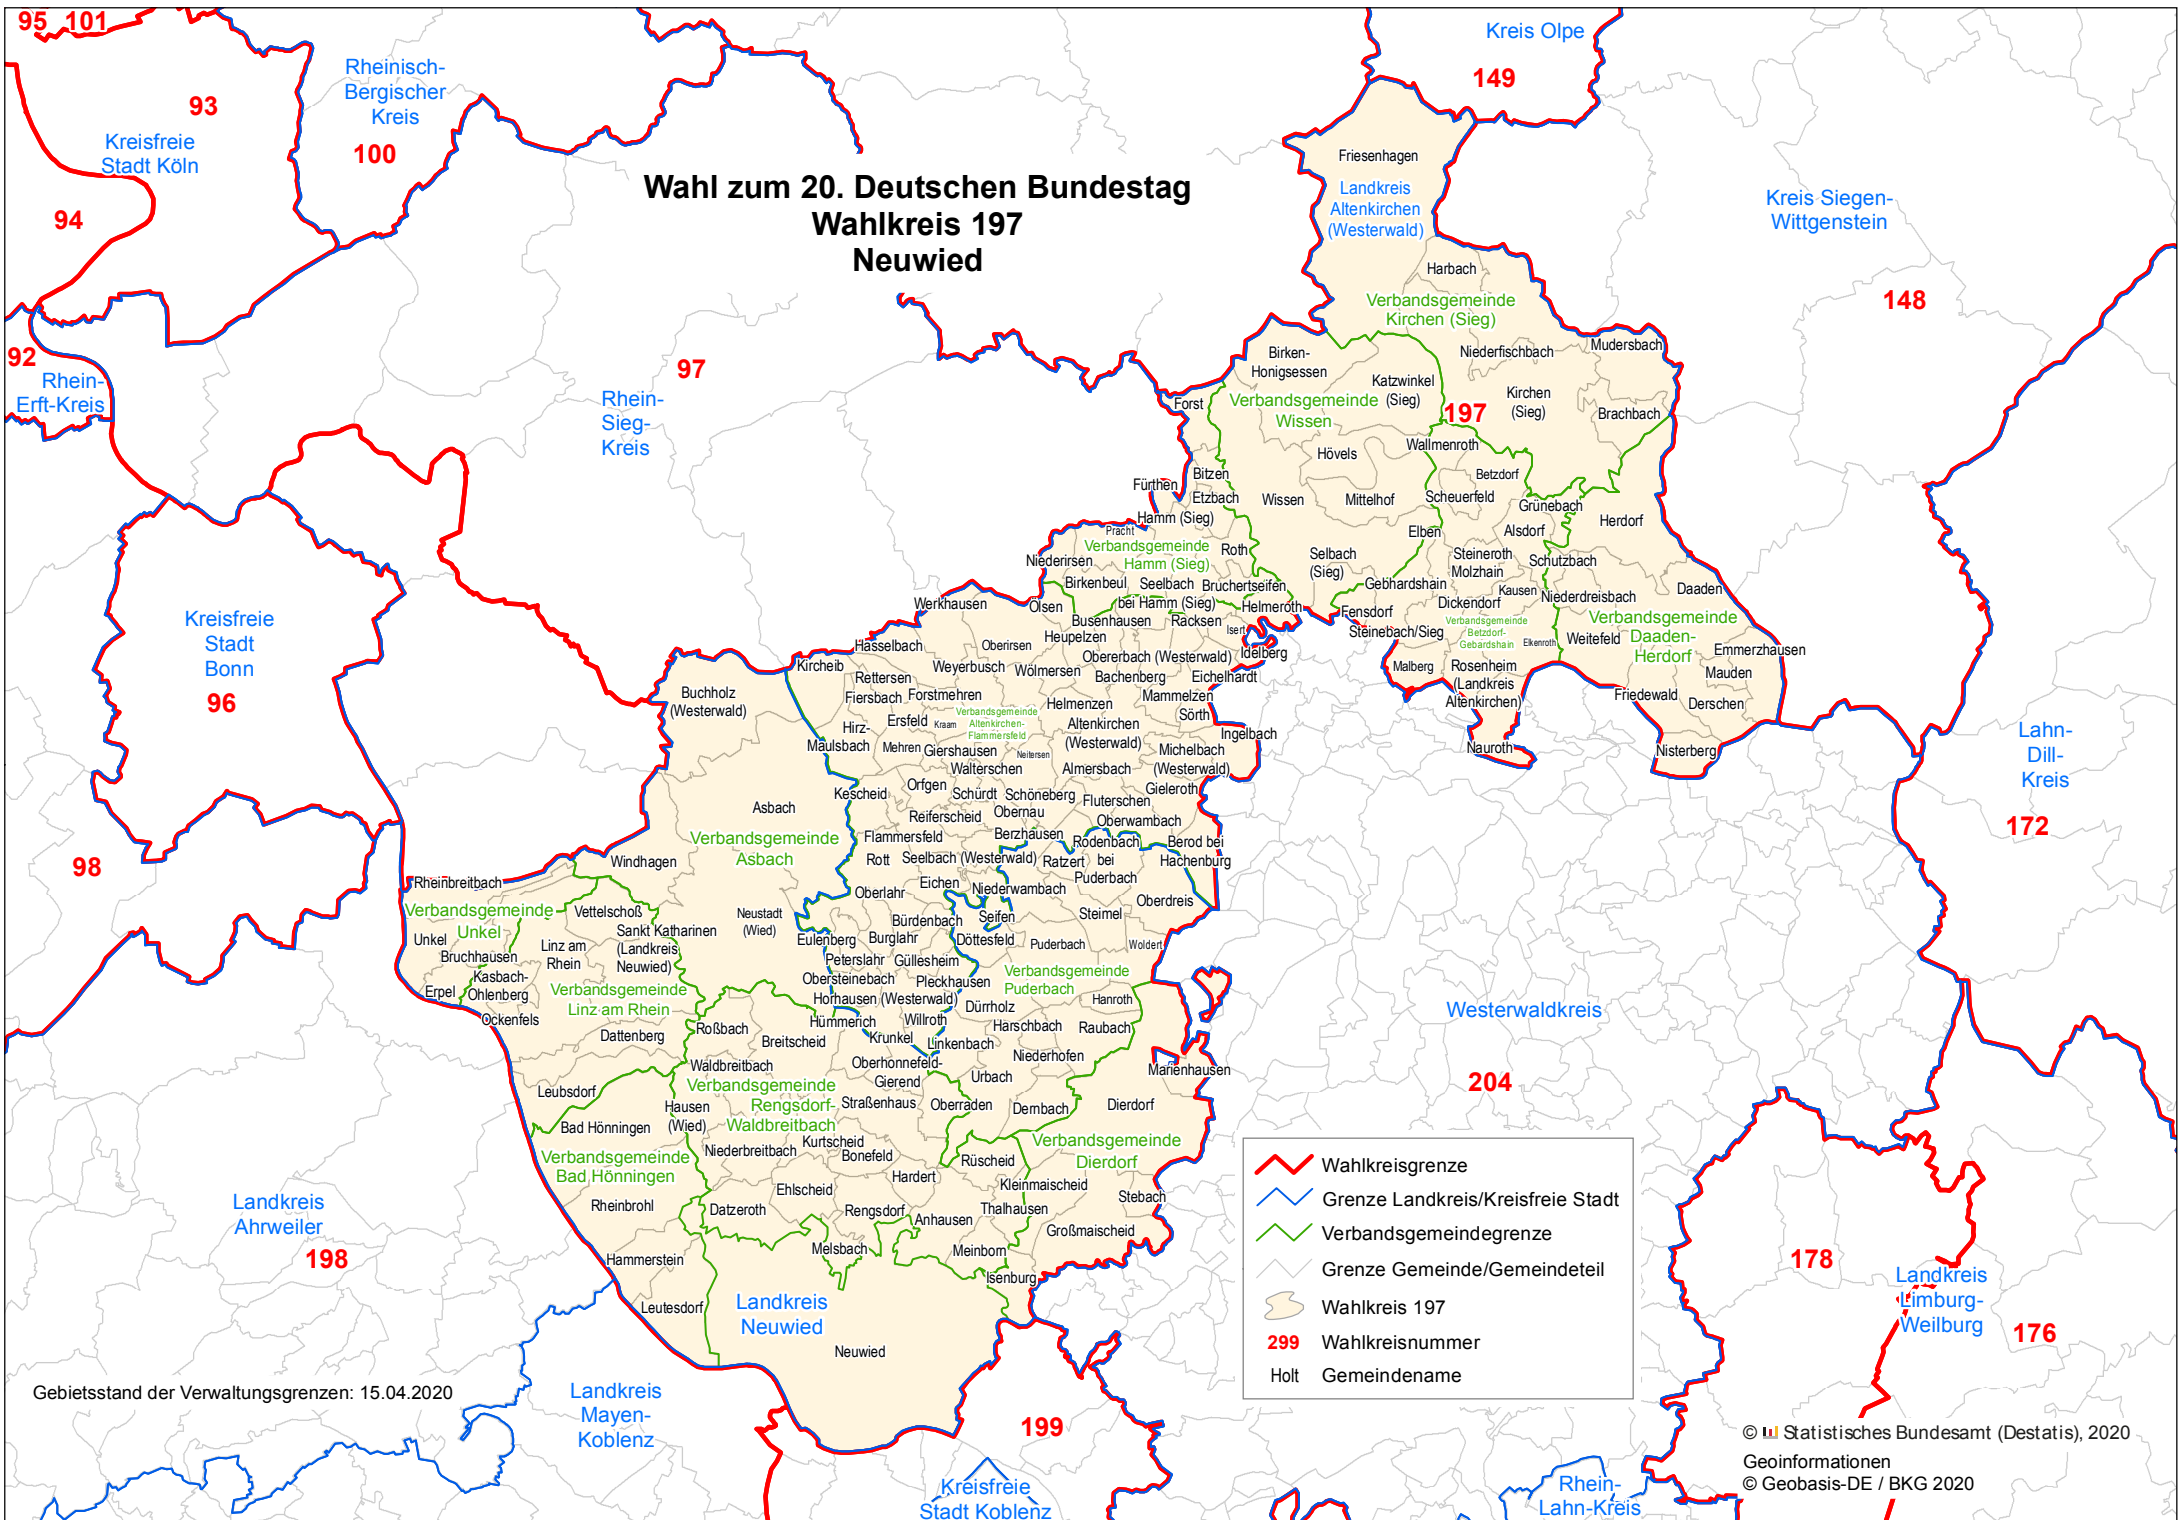 95
101
93
Kreisfreie
Stadt Köln
94
92
Rhein-
Erft-Kreis
Rheinisch-
Bergischer
Kreis
100
Wahl zum 20. Deutschen Bundestag
Wahlkreis 197
Neuwied
Kreis Olpe
149
Kreis Siegen-
Wittgenstein
148
97
Rhein-
Sieg-
Kreis
Kreisfreie
Stadt
Bonn
96
98
Friesenhagen
Landkreis
Altenkirchen
(Westerwald)
Harbach
Verbandsgemeinde
Kirchen (Sieg)
Niederfischbach
Mudersbach
Birken-
Honigsessen
Katzwinkel
(Sieg)
Kirchen
(Sieg)
Brachbach
197
Forst
Verbandsgemeinde
Wissen
Wallmenroth
Hövels
Betzdorf
Bitzen
Fürthen
Etzbach
Wissen
Mittelhof
Scheuerfeld
Grünebach
Herdorf
Hamm (Sieg)
Pracht
Elben
Alsdorf
Verbandsgemeinde
Hamm (Sieg)
Roth
Selbach
(Sieg)
Steineroth
Molzhain
Schutzbach
Niederirsen
Birkenbeul
Seelbach
bei Hamm (Sieg)
Bruchertseifen
Gebhardshain
Kausen
Niederdreisbach
Daaden
Werkhausen
Ölsen
Helmeroth
Fensdorf
Dickendorf
Busenhausen
Racksen
Isert
Steinebach/Sieg
Verbandsgemeinde
Betzdorf-
Gebardshain
Elkenroth
Weitefeld
Verbandsgemeinde
Daaden-
Herdorf
Hasselbach
Oberirsen
Heupelzen
Obererbach (Westerwald)
Idelberg
Emmerzhausen
Kircheib
Weyerbusch
Wölmersen
Bachenberg
Eichelhardt
Malberg
Rosenheim
(Landkreis
Altenkirchen)
Mauden
Rettersen
Fiersbach
Forstmehren
Mammelzen
Friedewald
Derschen
Buchholz
(Westerwald)
Helmenzen
Sörth
Hirz-
Maulsbach
Ersfeld
Kraam
Verbandsgemeinde
Altenkirchen-
Flammersfeld
Altenkirchen
(Westerwald)
Ingelbach
Mehren
Giershausen
Neitersen
Michelbach
(Westerwald)
Nauroth
Nisterberg
Walterschen
Almersbach
Kescheid
Orfgen
Schürdt
Schöneberg
Fluterschen
Gieleroth
Asbach
Reiferscheid
Obernau
Oberwambach
Verbandsgemeinde
Asbach
Flammersfeld
Berzhausen
Rodenbach
bei
Puderbach
Berod bei
Hachenburg
Windhagen
Rott
Seelbach (Westerwald)
Ratzert
Rheinbreitbach
Oberlahr
Eichen
Niederwambach
Oberdreis
Verbandsgemeinde
Unkel
Vettelschoß
Neustadt
(Wied)
Bürdenbach
Seifen
Steimel
Unkel
Bruchhausen
Linz am
Rhein
Sankt Katharinen
(Landkreis
Neuwied)
Eulenberg
Burglahr
Döttesfeld
Puderbach
Woldert
Kasbach-
Ohlenberg
Peterslahr
Güllesheim
Verbandsgemeinde
Puderbach
Erpel
Verbandsgemeinde
Linz am Rhein
Obersteinebach
Pleckhausen
Horhausen (Westerwald)
Dürrholz
Hanroth
Ockenfels
Roßbach
Hümmerich
Willroth
Harschbach
Raubach
Dattenberg
Breitscheid
Krunkel
Linkenbach
Niederhofen
Marienhausen
Waldbreitbach
Oberhonnefeld-
Gierend
Urbach
Leubsdorf
Verbandsgemeinde
Rengsdorf-
Waldbreitbach
Straßenhaus
Oberraden
Dernbach
Dierdorf
Hausen
(Wied)
Bad Hönningen
Kurtscheid
Bonefeld
Verbandsgemeinde
Dierdorf
Verbandsgemeinde
Bad Hönningen
Niederbreitbach
Rüscheid
Hardert
Kleinmaischeid
Ehlscheid
Stebach
Rheinbrohl
Datzeroth
Rengsdorf
Anhausen
Thalhausen
Großmaischeid
Hammerstein
Melsbach
Meinborn
Isenburg
Leutesdorf
Landkreis
Neuwied
Neuwied
Lahn-
Dill-
Kreis
172
Westerwaldkreis
204
Landkreis
Ahrweiler
198
178
Landkreis
Limburg-
Weilburg
176
Wahlkreisgrenze
Grenze Landkreis/Kreisfreie Stadt
Verbandsgemeindegrenze
Grenze Gemeinde/Gemeindeteil
Wahlkreis 197
299 Wahlkreisnummer
Holt Gemeindename
Gebietsstand der Verwaltungsgrenzen: 15.04.2020
Landkreis
Mayen-
Koblenz
199
Kreisfreie
Stadt Koblenz
Rhein-
Lahn-Kreis
© Statistisches Bundesamt (Destatis), 2020
Geoinformationen
© Geobasis-DE / BKG 2020